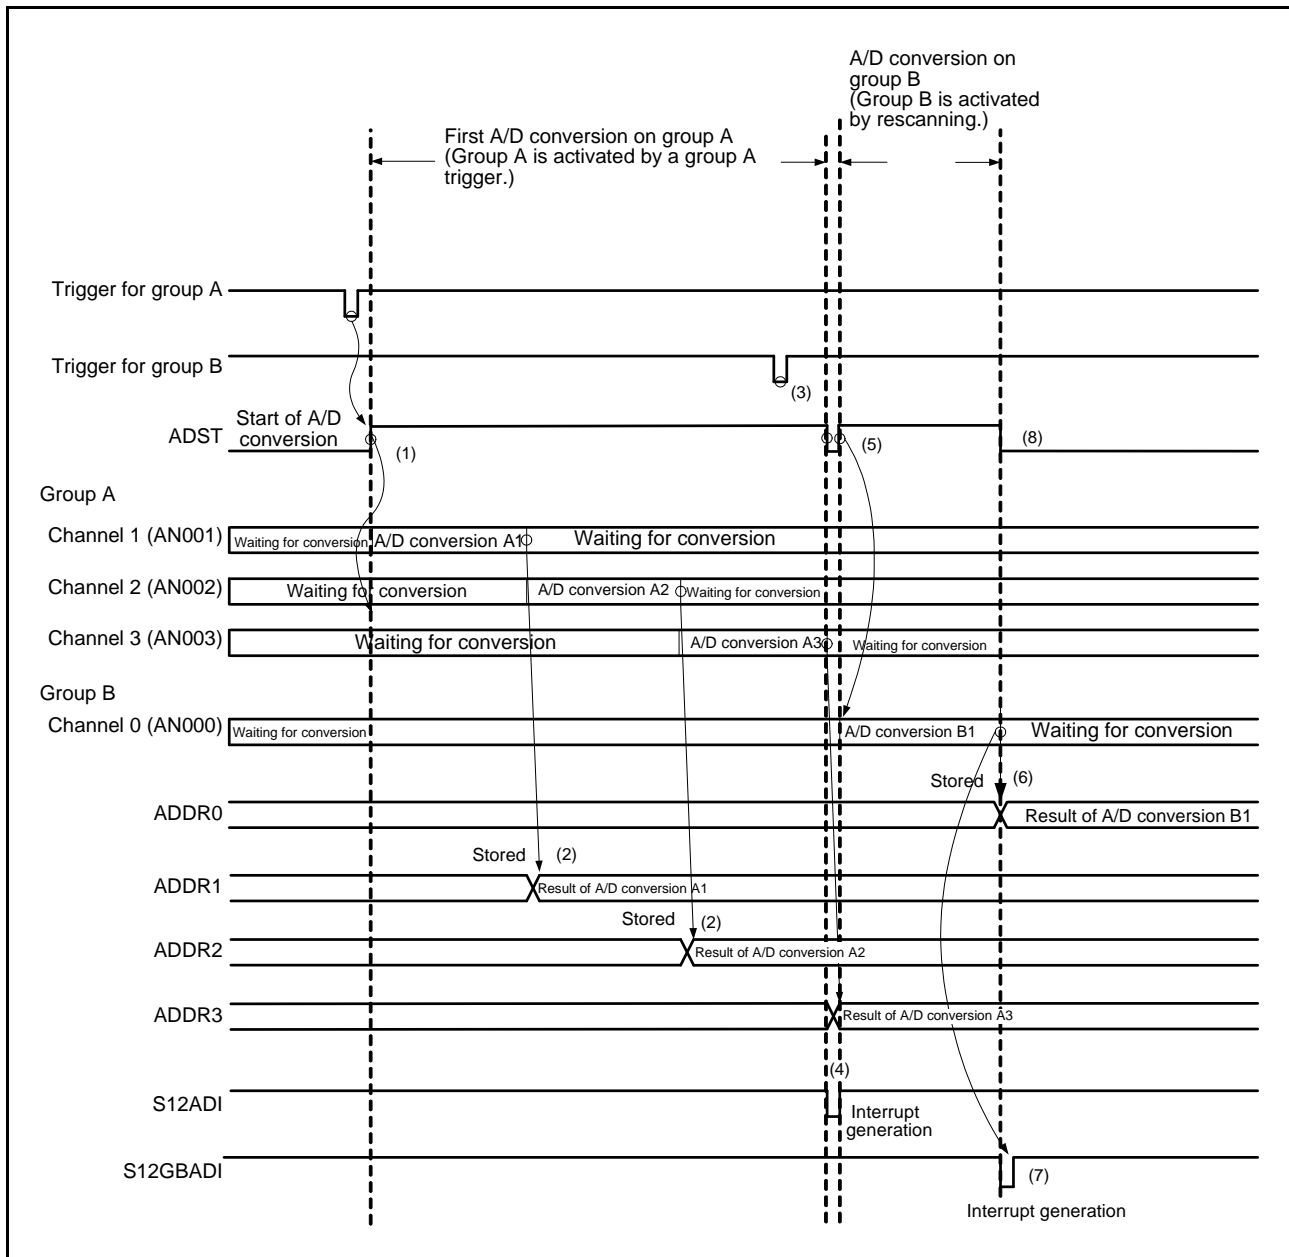 A/D conversion on
group B
(Group B is activated
by rescanning.)
First A/D conversion on group A
(Group A is activated by a group A
trigger.)
Trigger for group A
Trigger for group B
(3)
ADST
Start of A/D
conversion
(1)
(5)
(8)
Group A
Channel 1 (AN001)
Waiting for conversion
A/D conversion A1
Waiting for conversion
Channel 2 (AN002)
Waiting for conversion
A/D conversion A2
Waiting for conversion
Channel 3 (AN003)
Waiting for conversion
A/D conversion A3
Waiting for conversion
Group B
Channel 0 (AN000)
Waiting for conversion
A/D conversion B1
Waiting for conversion
Stored
(6)
ADDR0
Result of A/D conversion B1
Stored
(2)
ADDR1
Result of A/D conversion A1
Stored
(2)
ADDR2
Result of A/D conversion A2
ADDR3
Result of A/D conversion A3
(4)
S12ADI
Interrupt
generation
S12GBADI
(7)
Interrupt generation